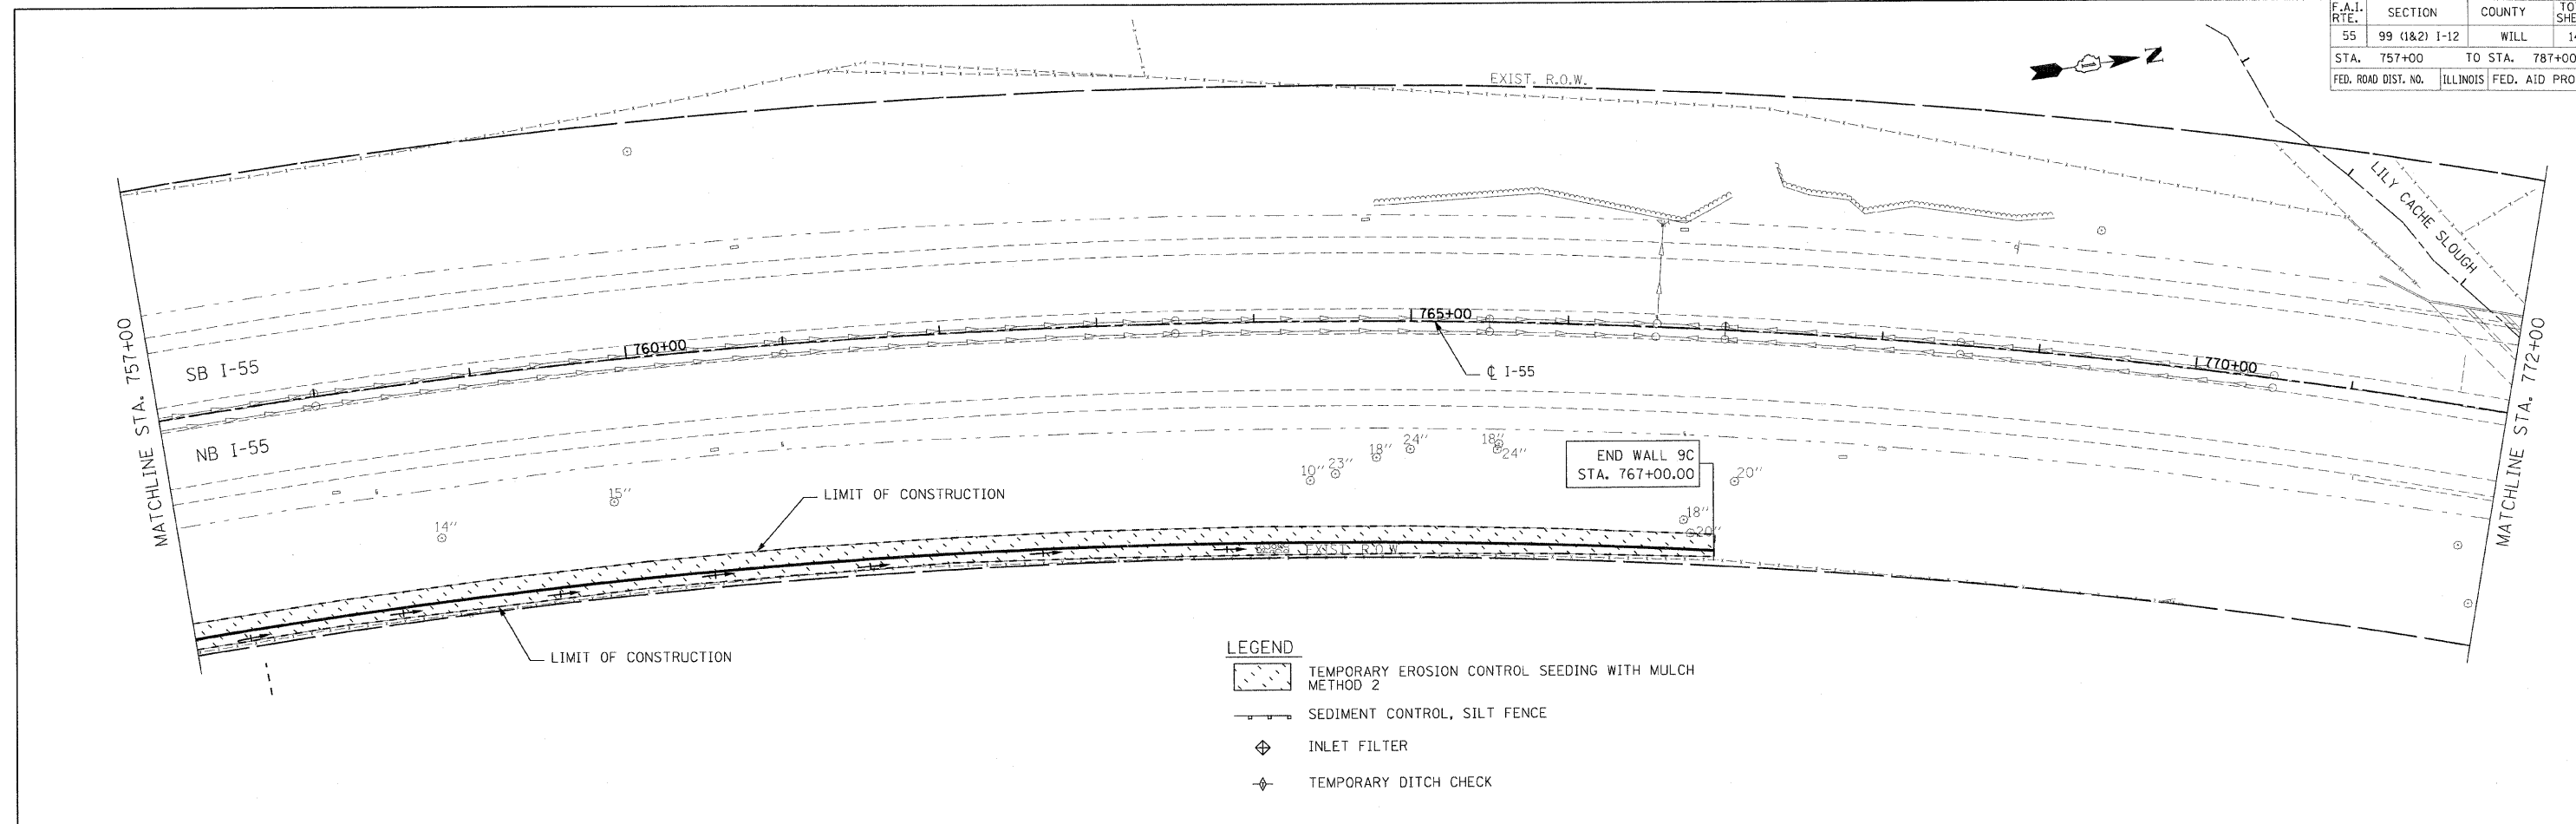 F.A.I. RTE. SECTION COUNTY
55 99 (1&2) I-12 WILL
STA. 757+00 TO STA. 787+00
FED. ROAD DIST. NO. ILLINOIS FED. AID
EXIST. R.O.W.
N
LILY CACHE SLOUGH
MATCHLINE STA. 757+00
SB I-55
760+00
765+00
770+00
℄ I-55
NB I-55
MATCHLINE STA. 772+00
14"
15"
10"
23"
18"
24"
18"
24"
END WALL 9C
STA. 767+00.00
20"
18"
20"
LIMIT OF CONSTRUCTION
EXIST. R.O.W.
LIMIT OF CONSTRUCTION
LEGEND
TEMPORARY EROSION CONTROL SEEDING WITH MULCH
METHOD 2
SEDIMENT CONTROL, SILT FENCE
INLET FILTER
TEMPORARY DITCH CHECK